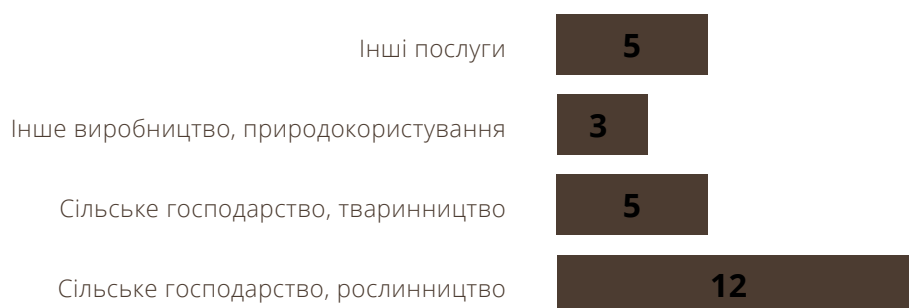 Інші послуги 5
Інше виробництво, природокористування 3
Сільське господарство, тваринництво 5
Сільське господарство, рослинництво 12